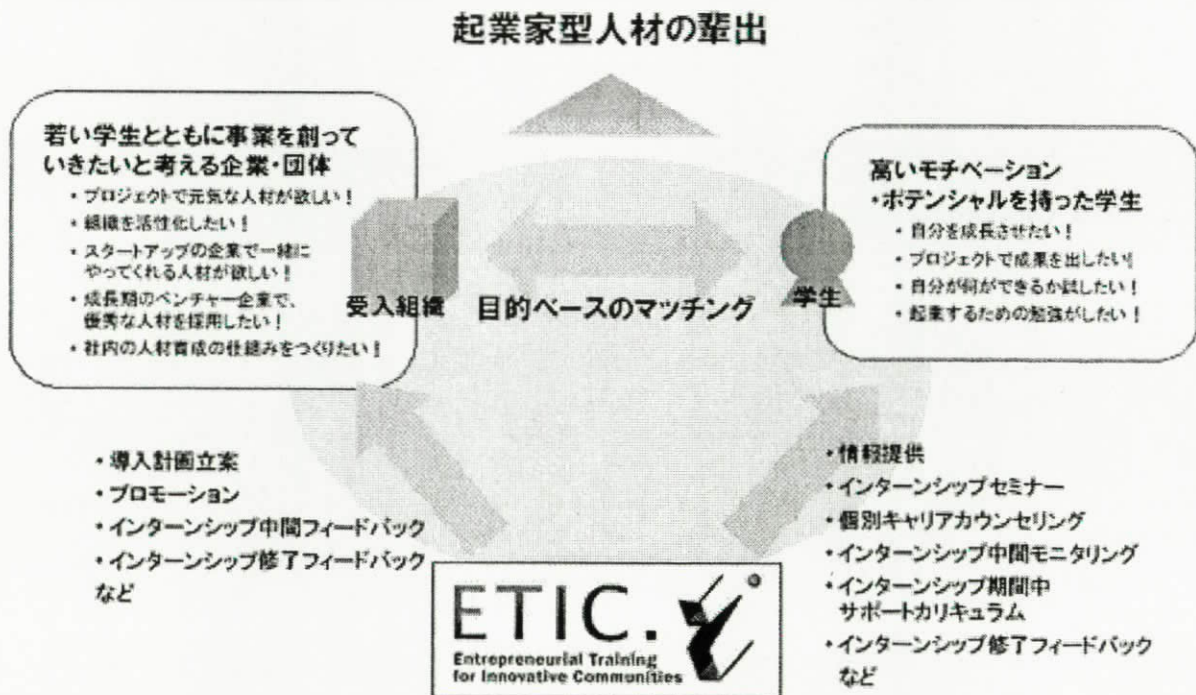 起業家型人材の輩出
若い学生とともに事業を創って
いきたいと考える企業・団体
・プロジェクトで元気な人材が欲しい！
・組織を活性化したい！
・スタートアップの企業で一緒に
やってくれる人材が欲しい！
・成長期のベンチャー企業で、
優秀な人材を採用したい！
・社内の人材育成の仕組みをつくりたい！
高いモチベーション
・ポテンシャルを持った学生
・自分を成長させたい！
・プロジェクトで成果を出したい！
・自分が何ができるか試したい！
・起業するための勉強がしたい！
受入組織
目的ベースのマッチング
学生
・導入計画立案
・プロモーション
・インターンシップ中間フィードバック
・インターンシップ修了フィードバック
など
・情報提供
・インターンシップセミナー
・個別キャリアカウンセリング
・インターンシップ中間モニタリング
・インターンシップ期間中
サポートカリキュラム
・インターンシップ修了フィードバック
など
ETIC.
Entrepreneurial Training
for Innovative Communities